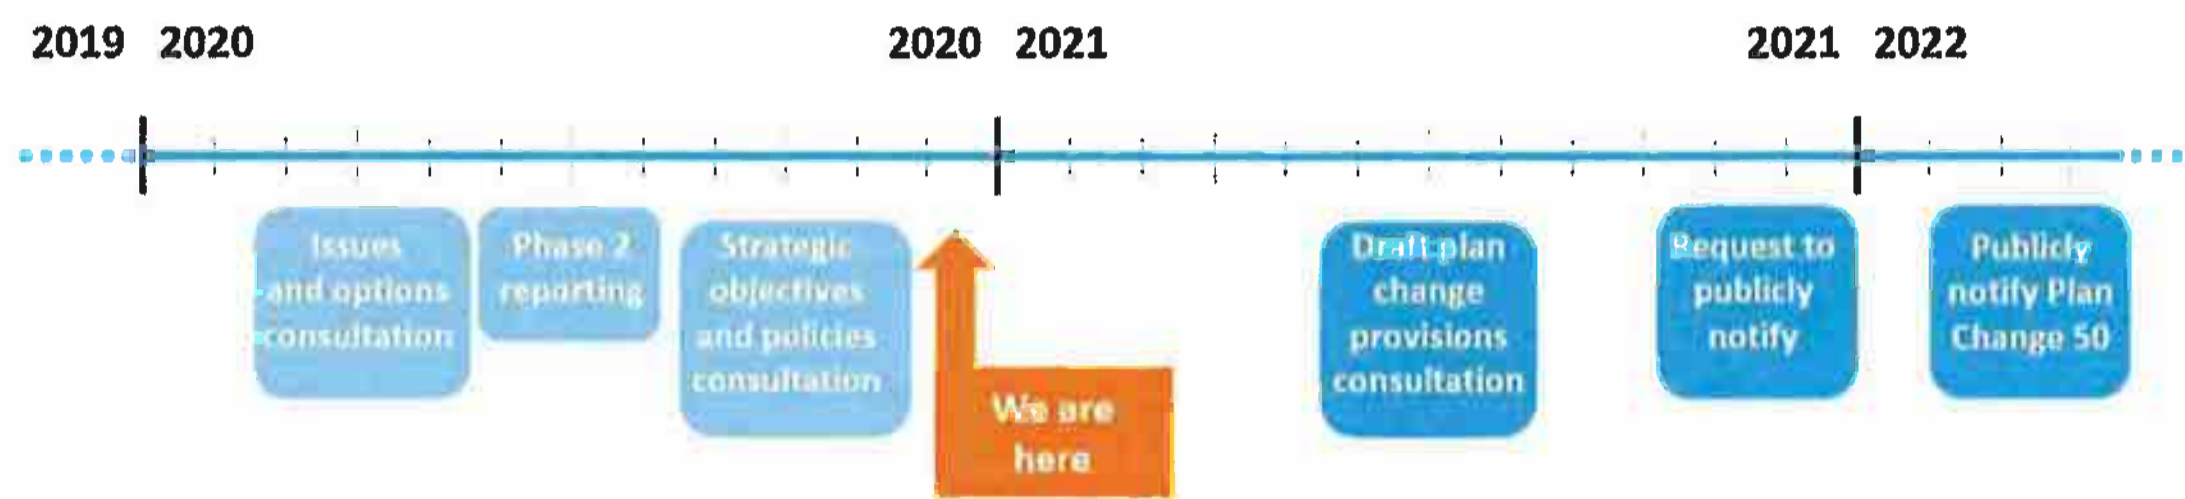 2019 2020 2020 2021 2021 2022
Issues
and options
consultation
Phase 2
reporting
Strategic
objectives
and policies
consultation
We are
here
Draft plan
change
provisions
consultation
Request to
publicly
notify
Publicly
notify Plan
Change 50